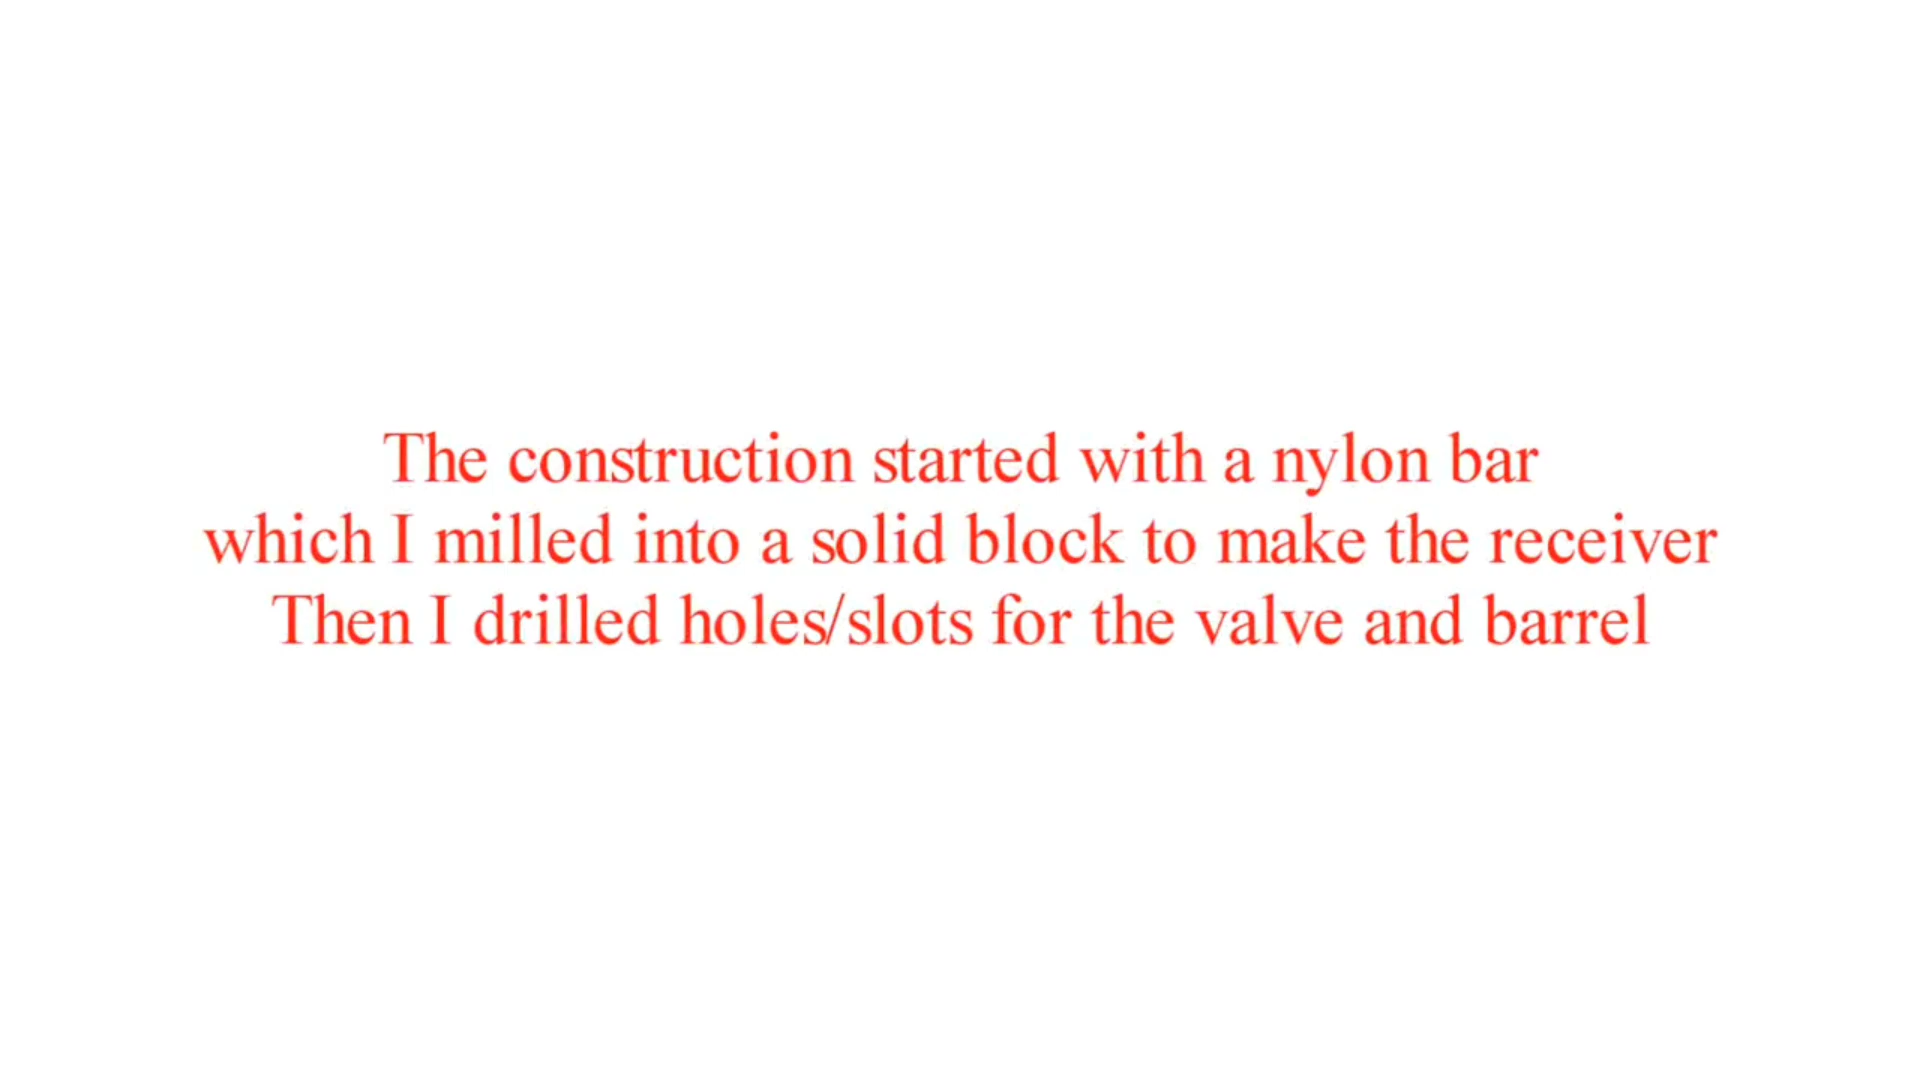 The construction started with a nylon bar
which I milled into a solid block to make the receiver
Then I drilled holes/slots for the valve and barrel